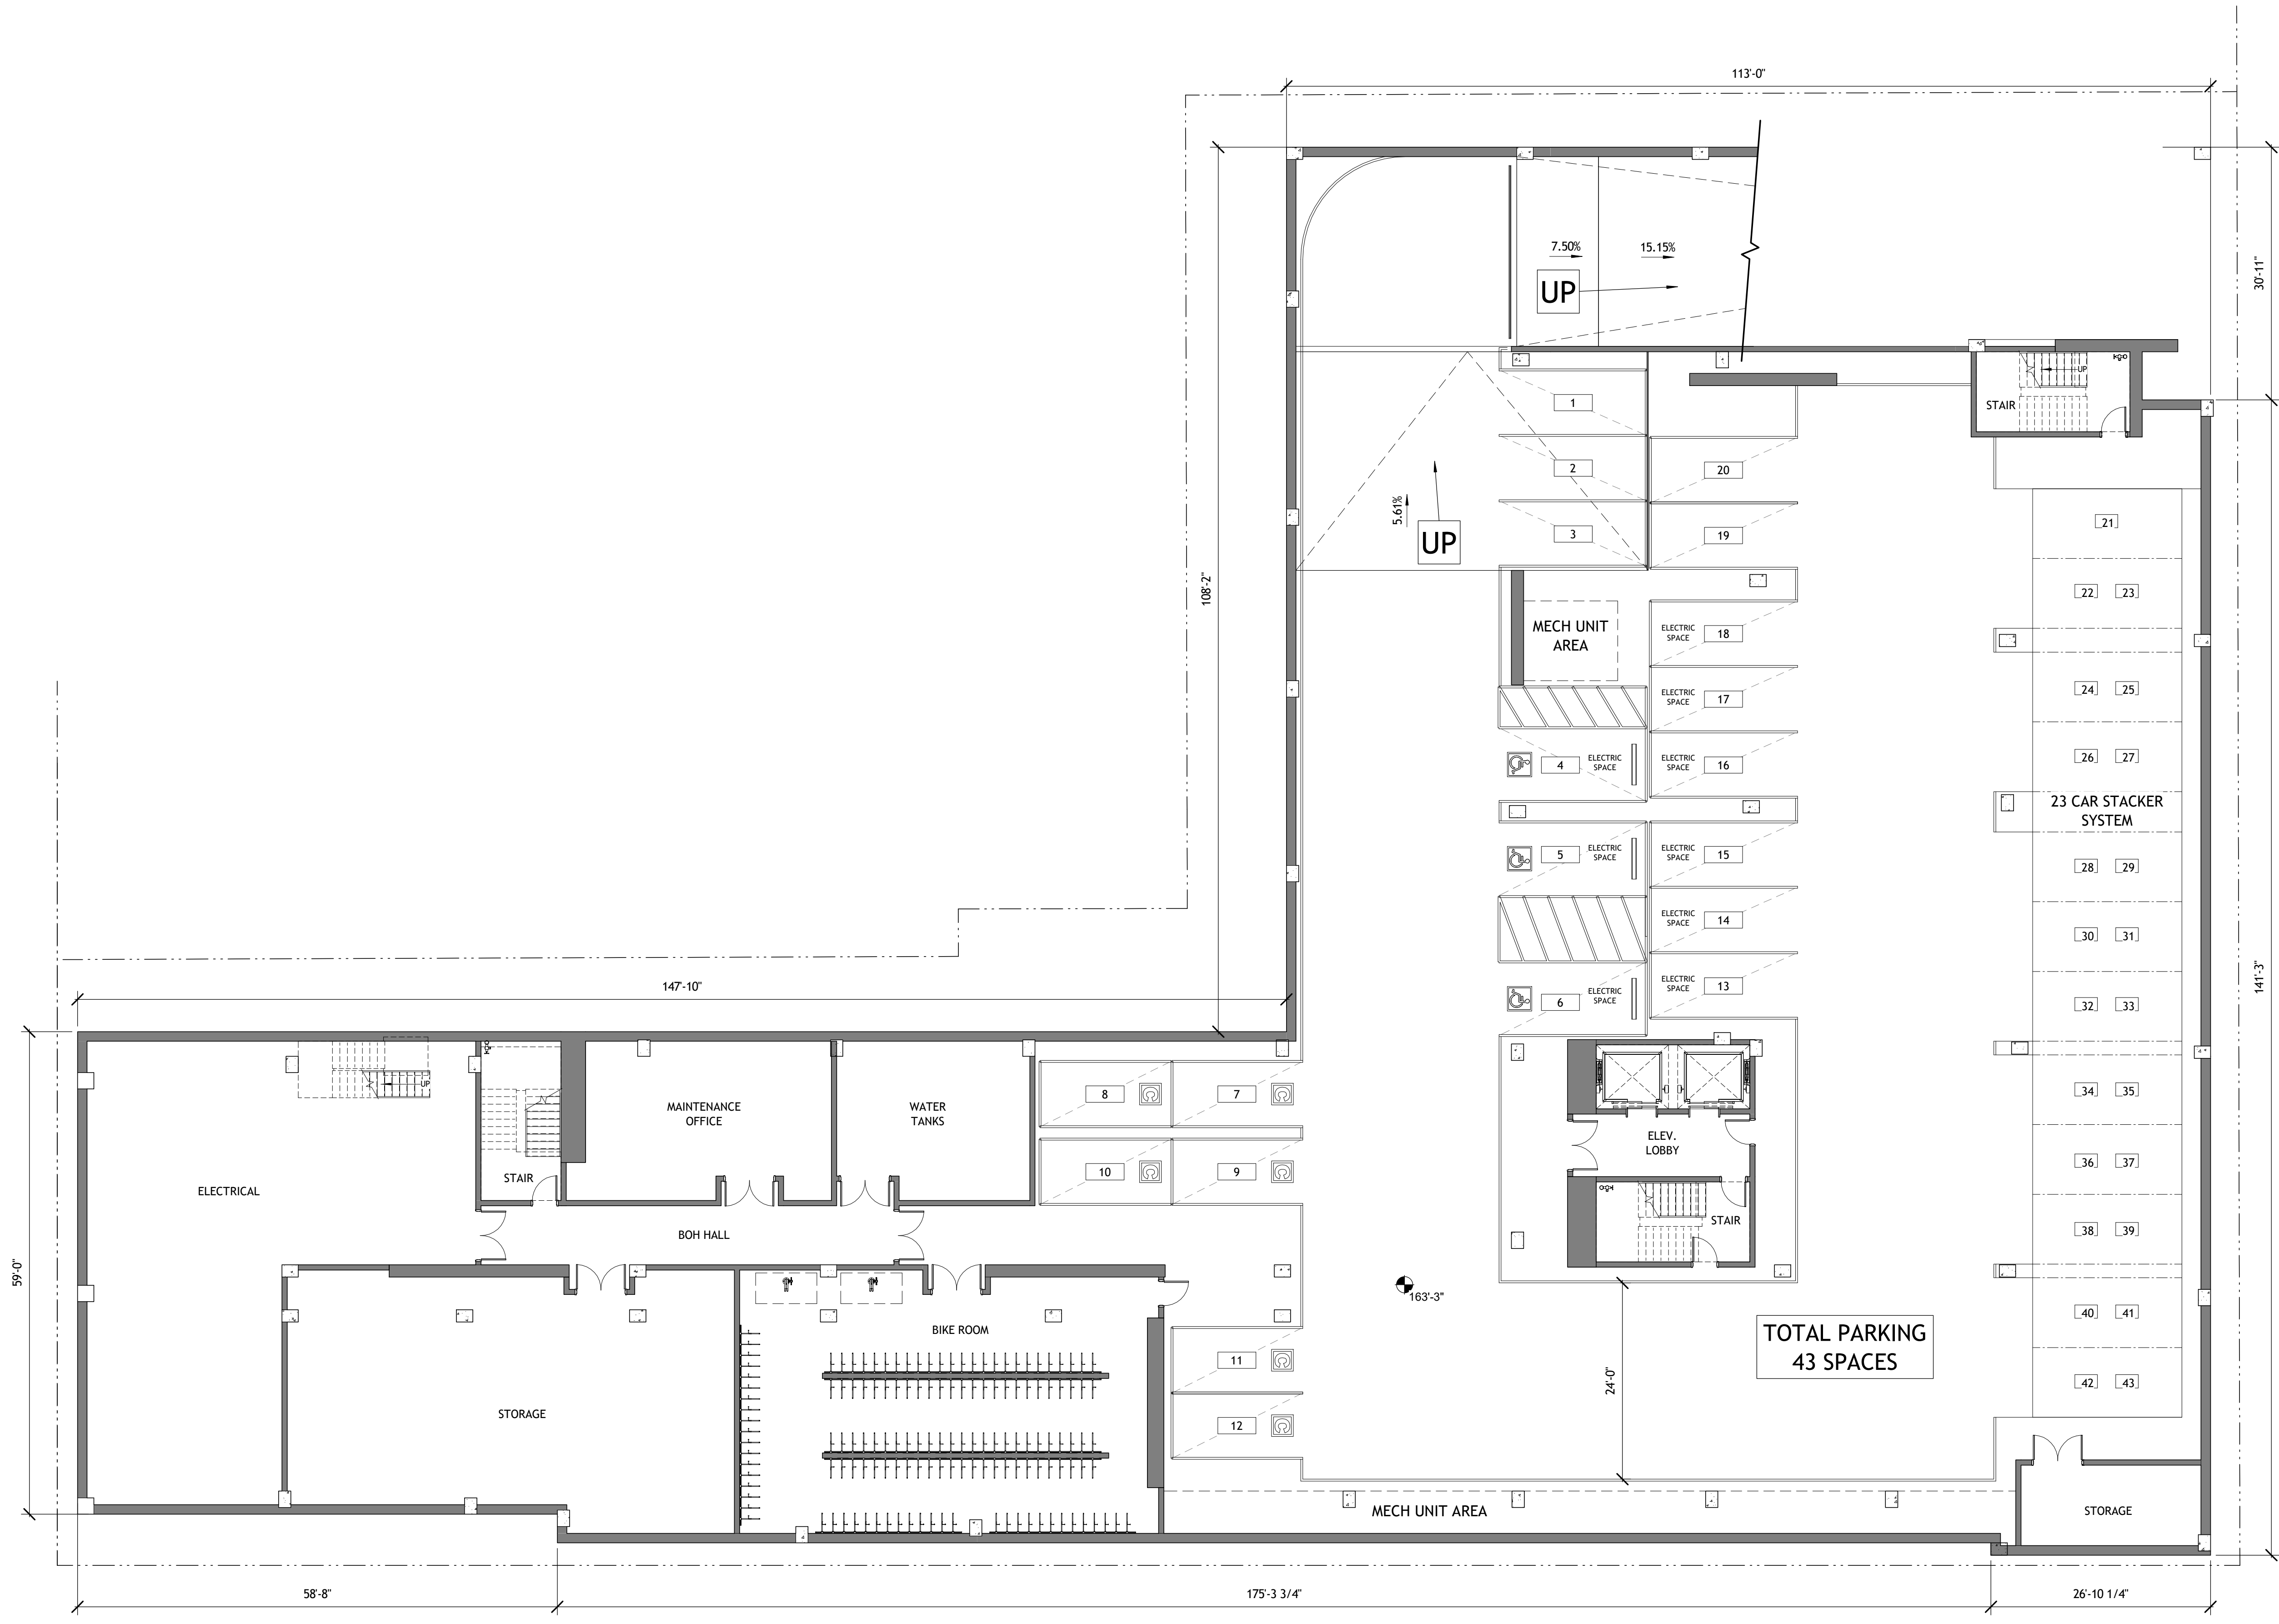 113'-0"
30'-11"
7.50%
15.15%
UP
UP
STAIR
1
2
20
3
19
5.61%
UP
21
108'-2"
22 23
MECH UNIT
AREA
ELECTRIC
SPACE
18
ELECTRIC
SPACE
17
24 25
4
ELECTRIC
SPACE
ELECTRIC
SPACE
16
26 27
23 CAR STACKER
SYSTEM
5
ELECTRIC
SPACE
ELECTRIC
SPACE
15
28 29
ELECTRIC
SPACE
14
30 31
147'-10"
141'-3"
6
ELECTRIC
SPACE
ELECTRIC
SPACE
13
32 33
UP
8
C
7
C
34 35
MAINTENANCE
OFFICE
WATER
TANKS
ELEV.
LOBBY
10
C
9
C
36 37
STAIR
ELECTRICAL
BOH HALL
STAIR
38 39
59'-0"
163'-3"
40 41
BIKE ROOM
TOTAL PARKING
43 SPACES
11
C
24'-0"
42 43
STORAGE
12
C
MECH UNIT AREA
STORAGE
58'-8"
175'-3 3/4"
26'-10 1/4"